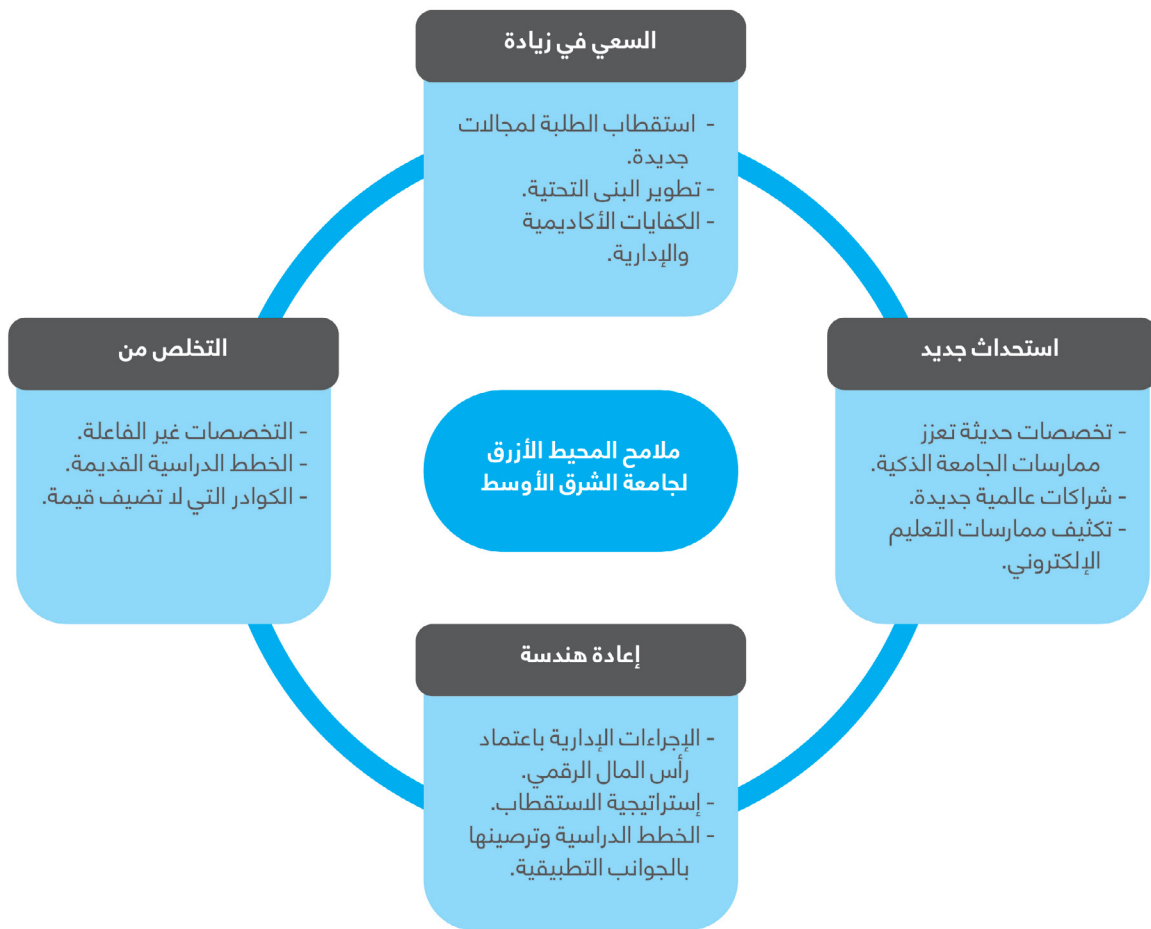 السعي في زيادة
- استقطاب الطلبة لمجالات
جديدة.
- تطوير البنى التحتية.
- الكفايات الأكاديمية
والإدارية.
استحداث جديد
- تخصصات حديثة تعزز
ممارسات الجامعة الذكية.
- شراكات عالمية جديدة.
- تكثيف ممارسات التعليم
الإلكتروني.
ملامح المحيط الأزرق
لجامعة الشرق الأوسط
التخلص من
- التخصصات غير الفاعلة.
- الخطط الدراسية القديمة.
- الكوادر التي لا تضيف قيمة.
إعادة هندسة
- الإجراءات الإدارية باعتماد
رأس المال الرقمي.
- إستراتيجية الاستقطاب.
- الخطط الدراسية وترصينها
بالجوانب التطبيقية.